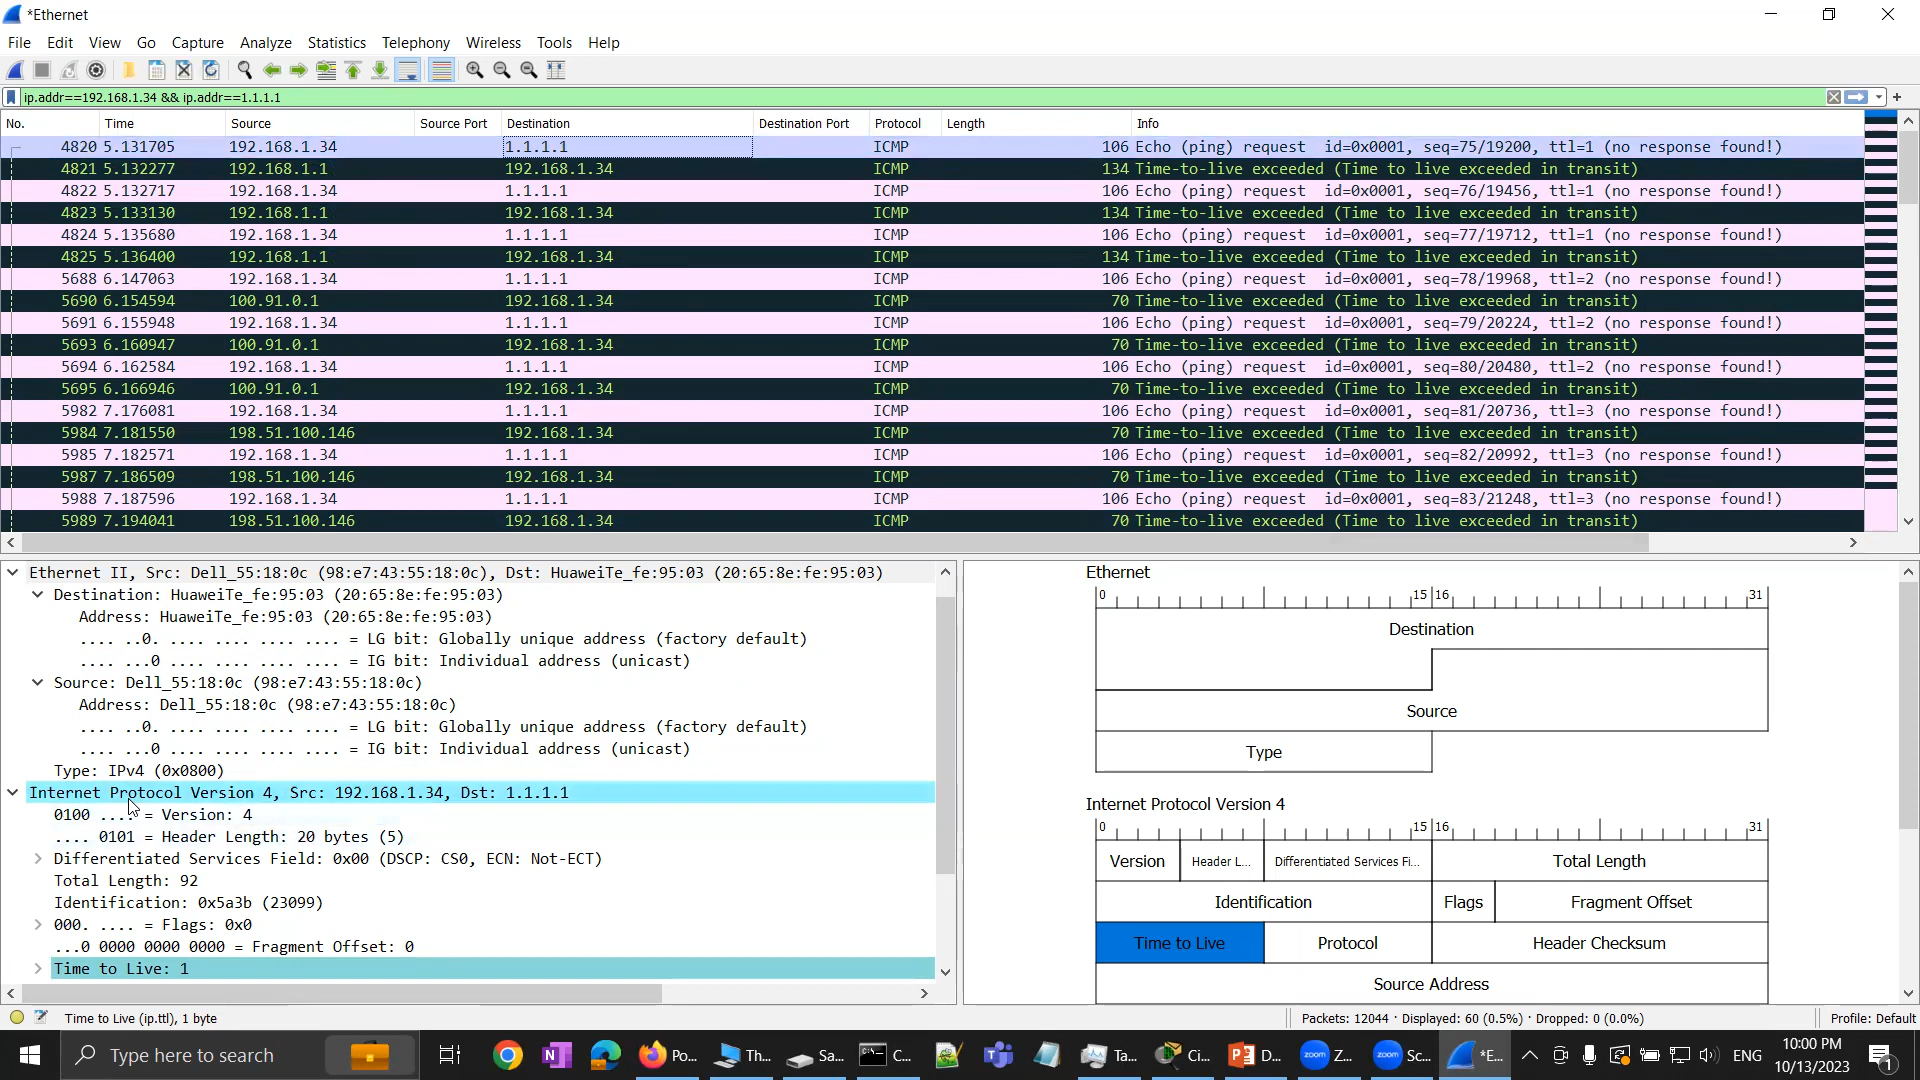 *Ethernet
File Edit View Go Capture Analyze Statistics Telephony Wireless Tools Help
ip.addr==192.168.1.34 && ip.addr==1.1.1.1
No. Time Source Source Port Destination Destination Port Protocol Length Info
4820 5.131705 192.168.1.34 1.1.1.1 ICMP 106 Echo (ping) request id=0x0001, seq=75/19200, ttl=1 (no response found!)
4821 5.132277 192.168.1.1 192.168.1.34 ICMP 134 Time-to-live exceeded (Time to live exceeded in transit)
4822 5.132717 192.168.1.34 1.1.1.1 ICMP 106 Echo (ping) request id=0x0001, seq=76/19456, ttl=1 (no response found!)
4823 5.133130 192.168.1.1 192.168.1.34 ICMP 134 Time-to-live exceeded (Time to live exceeded in transit)
4824 5.135680 192.168.1.34 1.1.1.1 ICMP 106 Echo (ping) request id=0x0001, seq=77/19712, ttl=1 (no response found!)
4825 5.136400 192.168.1.1 192.168.1.34 ICMP 134 Time-to-live exceeded (Time to live exceeded in transit)
5688 6.147063 192.168.1.34 1.1.1.1 ICMP 106 Echo (ping) request id=0x0001, seq=78/19968, ttl=2 (no response found!)
5690 6.154594 100.91.0.1 192.168.1.34 ICMP 70 Time-to-live exceeded (Time to live exceeded in transit)
5691 6.155948 192.168.1.34 1.1.1.1 ICMP 106 Echo (ping) request id=0x0001, seq=79/20224, ttl=2 (no response found!)
5693 6.160947 100.91.0.1 192.168.1.34 ICMP 70 Time-to-live exceeded (Time to live exceeded in transit)
5694 6.162584 192.168.1.34 1.1.1.1 ICMP 106 Echo (ping) request id=0x0001, seq=80/20480, ttl=2 (no response found!)
5695 6.166946 100.91.0.1 192.168.1.34 ICMP 70 Time-to-live exceeded (Time to live exceeded in transit)
5982 7.176081 192.168.1.34 1.1.1.1 ICMP 106 Echo (ping) request id=0x0001, seq=81/20736, ttl=3 (no response found!)
5984 7.181550 198.51.100.146 192.168.1.34 ICMP 70 Time-to-live exceeded (Time to live exceeded in transit)
5985 7.182571 192.168.1.34 1.1.1.1 ICMP 106 Echo (ping) request id=0x0001, seq=82/20992, ttl=3 (no response found!)
5987 7.186509 198.51.100.146 192.168.1.34 ICMP 70 Time-to-live exceeded (Time to live exceeded in transit)
5988 7.187596 192.168.1.34 1.1.1.1 ICMP 106 Echo (ping) request id=0x0001, seq=83/21248, ttl=3 (no response found!)
5989 7.194041 198.51.100.146 192.168.1.34 ICMP 70 Time-to-live exceeded (Time to live exceeded in transit)
Ethernet II, Src: Dell_55:18:0c (98:e7:43:55:18:0c), Dst: HuaweiTe_fe:95:03 (20:65:8e:fe:95:03)
Destination: HuaweiTe_fe:95:03 (20:65:8e:fe:95:03)
Address: HuaweiTe_fe:95:03 (20:65:8e:fe:95:03)
.... ..0. .... .... .... .... = LG bit: Globally unique address (factory default)
.... ...0 .... .... .... .... = IG bit: Individual address (unicast)
Source: Dell_55:18:0c (98:e7:43:55:18:0c)
Address: Dell_55:18:0c (98:e7:43:55:18:0c)
.... ..0. .... .... .... .... = LG bit: Globally unique address (factory default)
.... ...0 .... .... .... .... = IG bit: Individual address (unicast)
Type: IPv4 (0x0800)
Internet Protocol Version 4, Src: 192.168.1.34, Dst: 1.1.1.1
0100 .... = Version: 4
.... 0101 = Header Length: 20 bytes (5)
Differentiated Services Field: 0x00 (DSCP: CS0, ECN: Not-ECT)
Total Length: 92
Identification: 0x5a3b (23099)
000. .... = Flags: 0x0
...0 0000 0000 0000 = Fragment Offset: 0
Time to Live: 1
Ethernet
0 15 16 31
Destination
Source
Type
Internet Protocol Version 4
0 15 16 31
Version Header L... Differentiated Services Fi... Total Length
Identification Flags Fragment Offset
Time to Live Protocol Header Checksum
Source Address
Time to Live (ip.ttl), 1 byte
Packets: 12044 · Displayed: 60 (0.5%) · Dropped: 0 (0.0%)
Profile: Default
Type here to search
Po... Th... Sa... C... Ta... Ci... D... zoom Z... zoom Sc... *E...
ENG
10:00 PM
10/13/2023
1